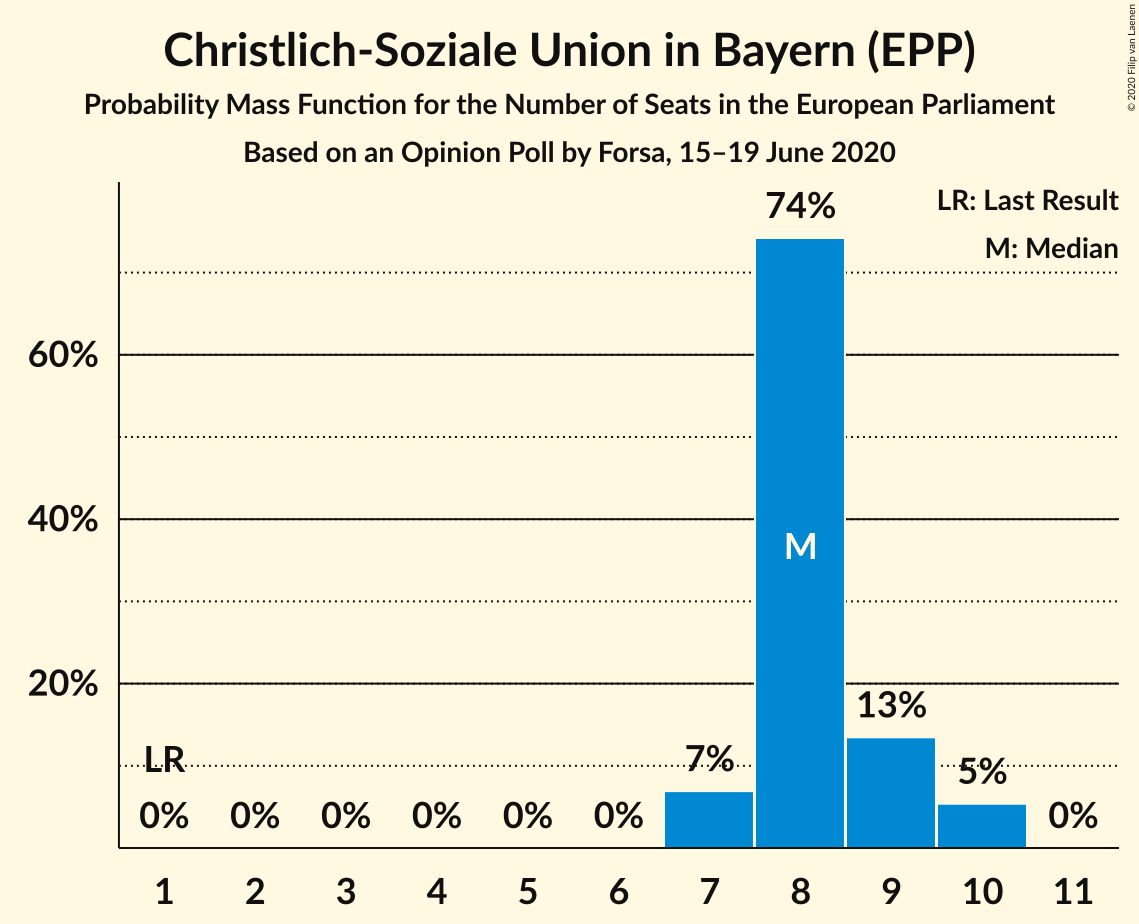 Christlich-Soziale Union in Bayern (EPP)
Probability Mass Function for the Number of Seats in the European Parliament
Based on an Opinion Poll by Forsa, 15–19 June 2020
© 2020 Filip van Laenen
LR: Last Result
M: Median
74%
60%
40%
M
20%
13%
LR
7%
5%
0% 0% 0% 0% 0% 0% 0%
1 2 3 4 5 6 7 8 9 10 11